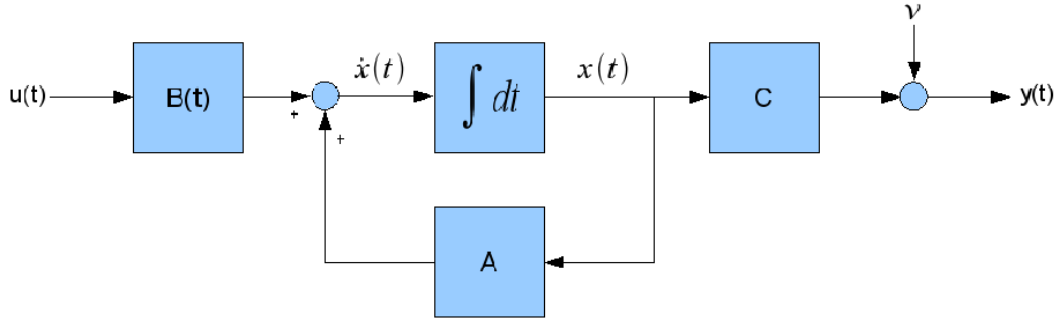 ν
u(t)
B(t)
+
+
ẋ(t)
∫ dt
x(t)
C
y(t)
A